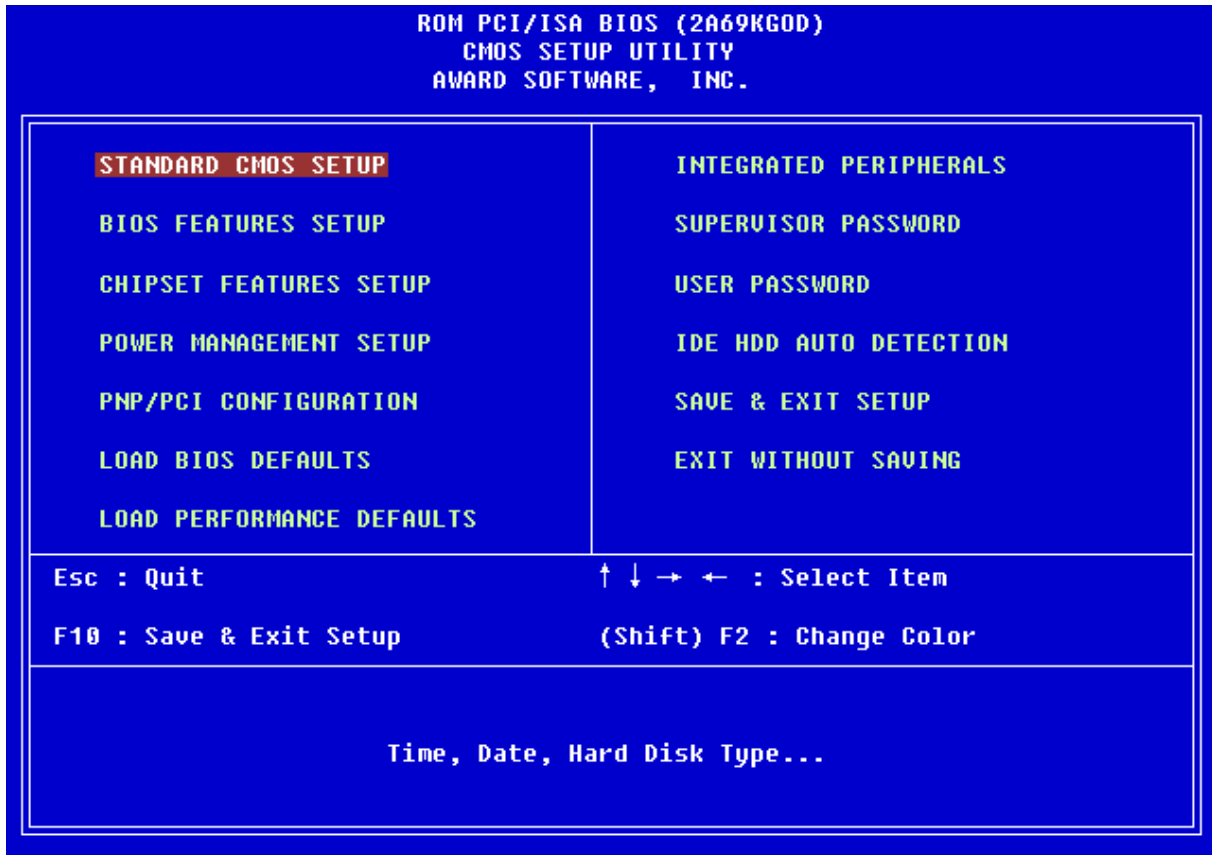 ROM PCI/ISA BIOS (2A69KG0D)
CMOS SETUP UTILITY
AWARD SOFTWARE, INC.
STANDARD CMOS SETUP
BIOS FEATURES SETUP
CHIPSET FEATURES SETUP
POWER MANAGEMENT SETUP
PNP/PCI CONFIGURATION
LOAD BIOS DEFAULTS
LOAD PERFORMANCE DEFAULTS
INTEGRATED PERIPHERALS
SUPERVISOR PASSWORD
USER PASSWORD
IDE HDD AUTO DETECTION
SAVE & EXIT SETUP
EXIT WITHOUT SAVING
Esc : Quit
↑ ↓ → ← : Select Item
F10 : Save & Exit Setup
(Shift) F2 : Change Color
Time, Date, Hard Disk Type...